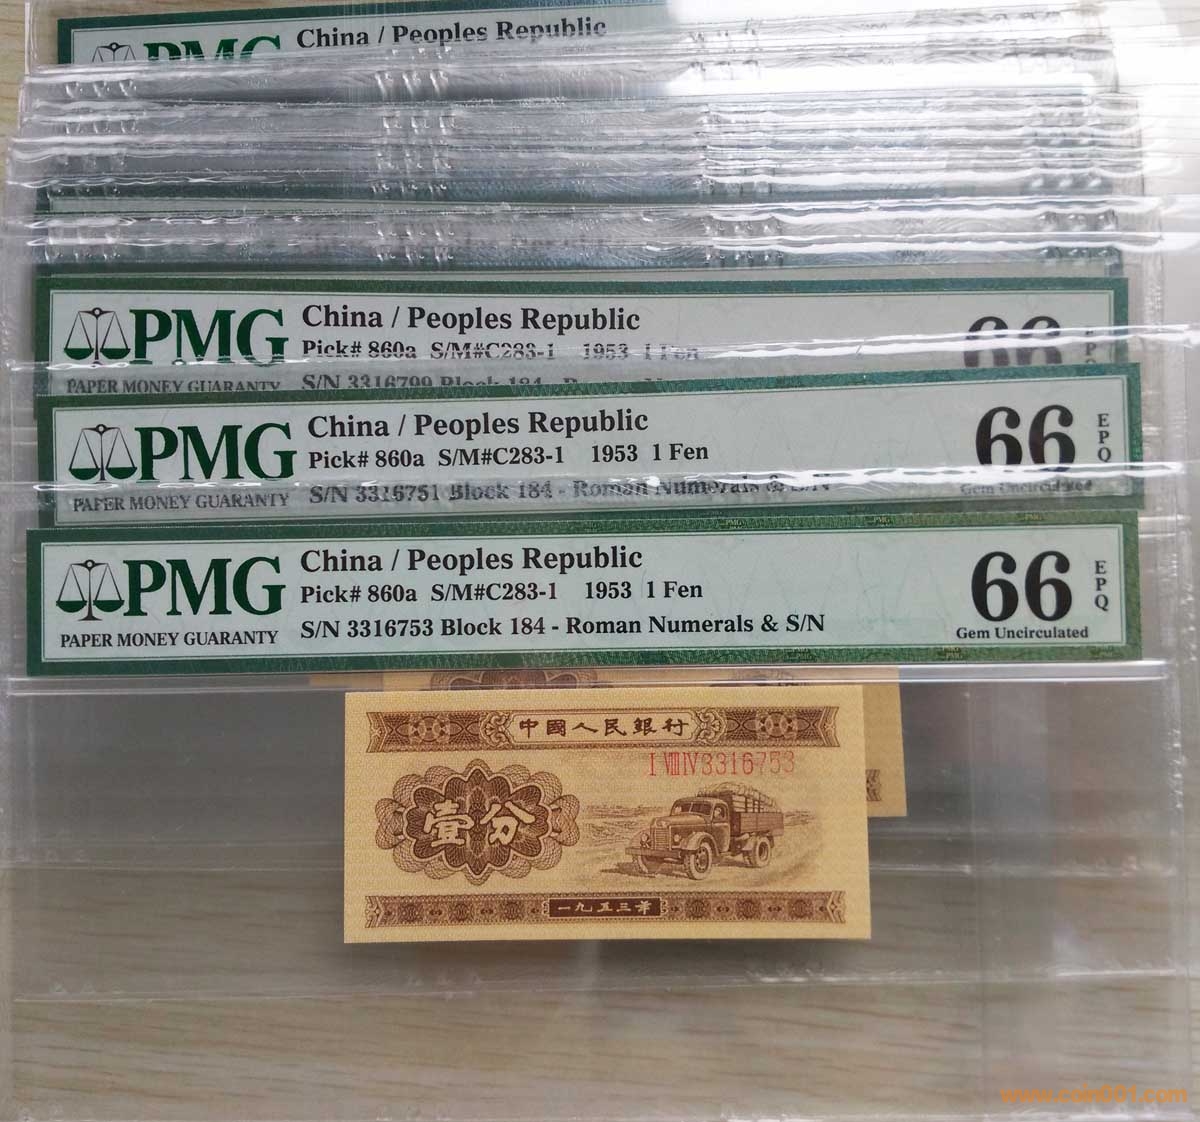 PMG China / Peoples Republic
PMG China / Peoples Republic
Pick# 860a S/M#C283-1 1953 1 Fen 66 EPQ
PAPER MONEY GUARANTY S/N 3316799 Block 184 -
PMG China / Peoples Republic
Pick# 860a S/M#C283-1 1953 1 Fen 66 EPQ
PAPER MONEY GUARANTY S/N 3316751 Block 184 - Roman Numerals & S/N Gem Uncirculated
PMG China / Peoples Republic
Pick# 860a S/M#C283-1 1953 1 Fen 66 EPQ
PAPER MONEY GUARANTY S/N 3316753 Block 184 - Roman Numerals & S/N Gem Uncirculated
中國人民銀行
I VIII IV 3316753
壹分
一九五三年
www.coin001.com